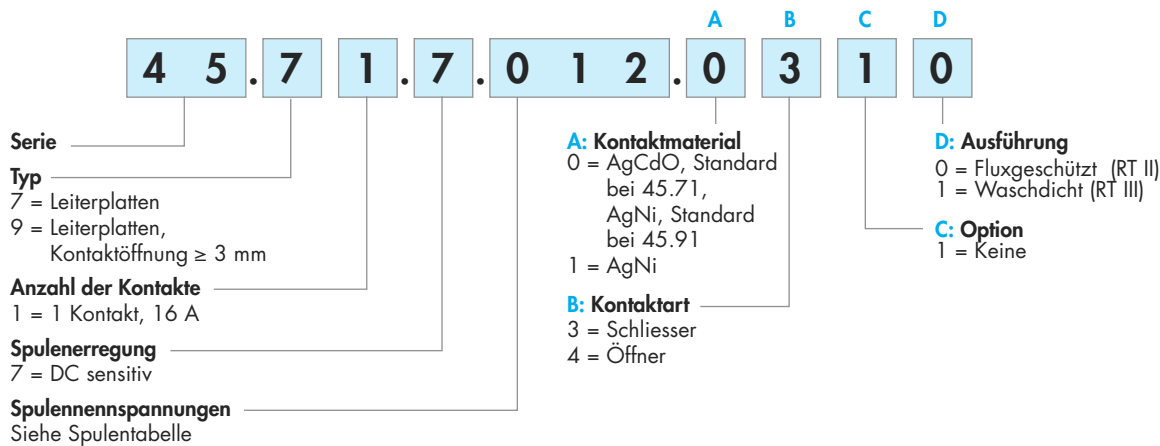 A B C D
4 5 . 7 1 . 7 . 0 1 2 . 0 3 1 0
Serie
Typ
7 = Leiterplatten
9 = Leiterplatten,
Kontaktöffnung ≥ 3 mm
Anzahl der Kontakte
1 = 1 Kontakt, 16 A
Spulenerregung
7 = DC sensitiv
Spulennennspannungen
Siehe Spulentabelle
A: Kontaktmaterial
0 = AgCdO, Standard
bei 45.71,
AgNi, Standard
bei 45.91
1 = AgNi
B: Kontaktart
3 = Schliesser
4 = Öffner
D: Ausführung
0 = Fluxgeschützt (RT II)
1 = Waschdicht (RT III)
C: Option
1 = Keine